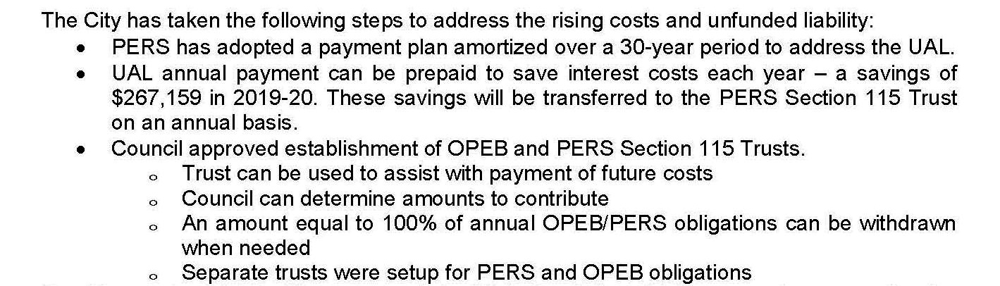 The City has taken the following steps to address the rising costs and unfunded liability:
• PERS has adopted a payment plan amortized over a 30-year period to address the UAL.
• UAL annual payment can be prepaid to save interest costs each year – a savings of
$267,159 in 2019-20. These savings will be transferred to the PERS Section 115 Trust
on an annual basis.
• Council approved establishment of OPEB and PERS Section 115 Trusts.
o Trust can be used to assist with payment of future costs
o Council can determine amounts to contribute
o An amount equal to 100% of annual OPEB/PERS obligations can be withdrawn
when needed
o Separate trusts were setup for PERS and OPEB obligations